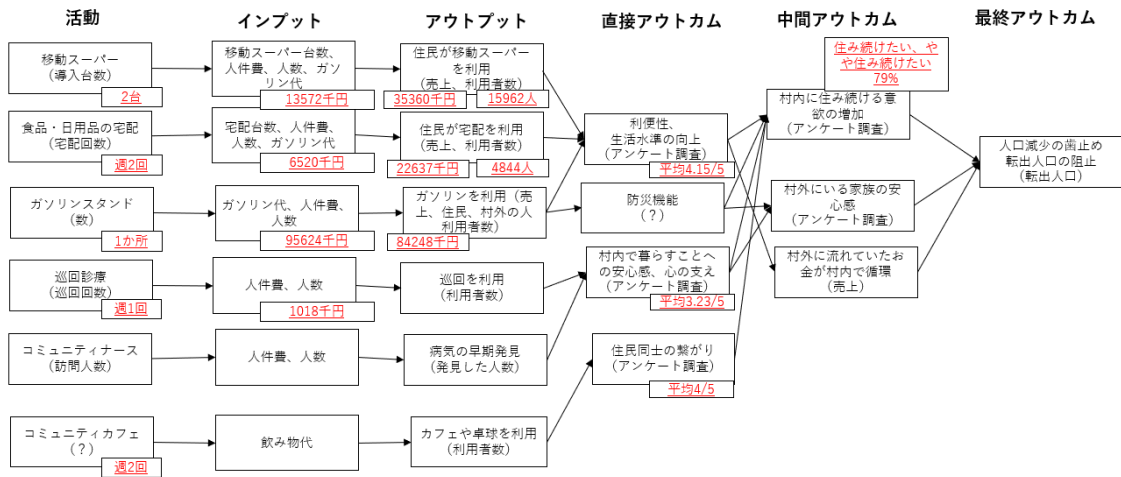 活動
インプット
アウトプット
直接アウトカム
中間アウトカム
最終アウトカム
移動スーパー
（導入台数）
2台
移動スーパー台数、
人件費、人数、ガソ
リン代
13572千円
住民が移動スーパー
を利用
（売上、利用者数）
35360千円
15962人
住み続けたい、や
や住み続けたい
79%
食品・日用品の宅配
（宅配回数）
週2回
宅配台数、人件費、
人数、ガソリン代
6520千円
住民が宅配を利用
（売上、利用者数）
22637千円
4844人
利便性、
生活水準の向上
（アンケート調査）
平均4.15/5
村内に住み続ける意
欲の増加
（アンケート調査）
人口減少の歯止め
転出人口の阻止
（転出人口）
ガソリンスタンド
（数）
1か所
ガソリン代、人件費、
人数
95624千円
ガソリンを利用（売
上、住民、村外の人
利用者数）
84248千円
防災機能
（？）
村外にいる家族の安
心感
（アンケート調査）
巡回診療
（巡回回数）
週1回
人件費、人数
1018千円
巡回を利用
（利用者数）
村内で暮らすことへ
の安心感、心の支え
（アンケート調査）
平均3.23/5
村外に流れていたお
金が村内で循環
（売上）
コミュニティナース
（訪問人数）
人件費、人数
病気の早期発見
（発見した人数）
住民同士の繋がり
（アンケート調査）
平均4/5
コミュニティカフェ
（？）
週2回
飲み物代
カフェや卓球を利用
（利用者数）